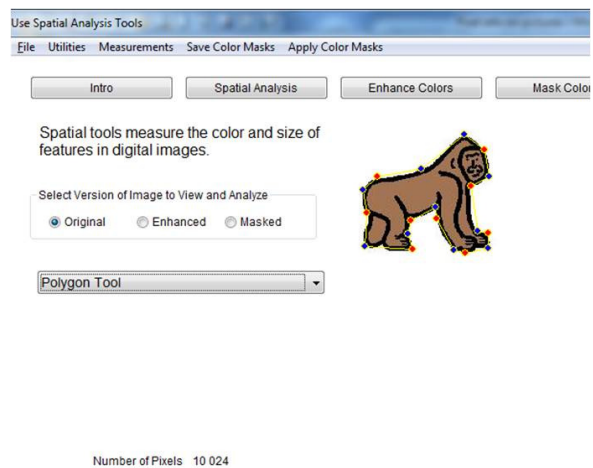 Use Spatial Analysis Tools
File Utilities Measurements Save Color Masks Apply Color Masks
Intro Spatial Analysis Enhance Colors Mask Colo
Spatial tools measure the color and size of
features in digital images.
Select Version of Image to View and Analyze
Original Enhanced Masked
Polygon Tool
Number of Pixels 10 024